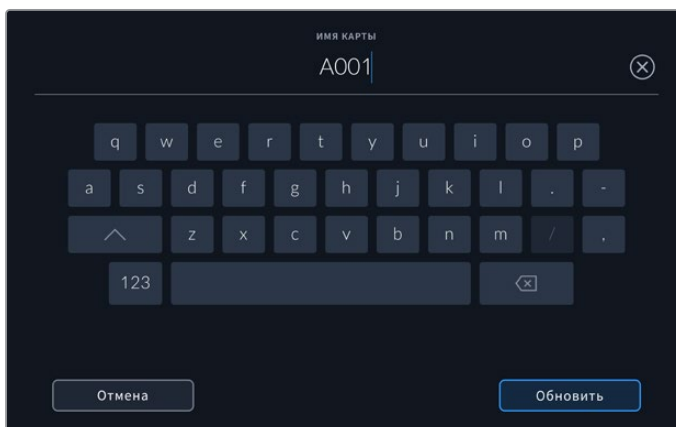 ИМЯ КАРТЫ
A001
q w e r t y u i o p
a s d f g h j k l . -
z x c v b n m / ,
123
Отмена Обновить